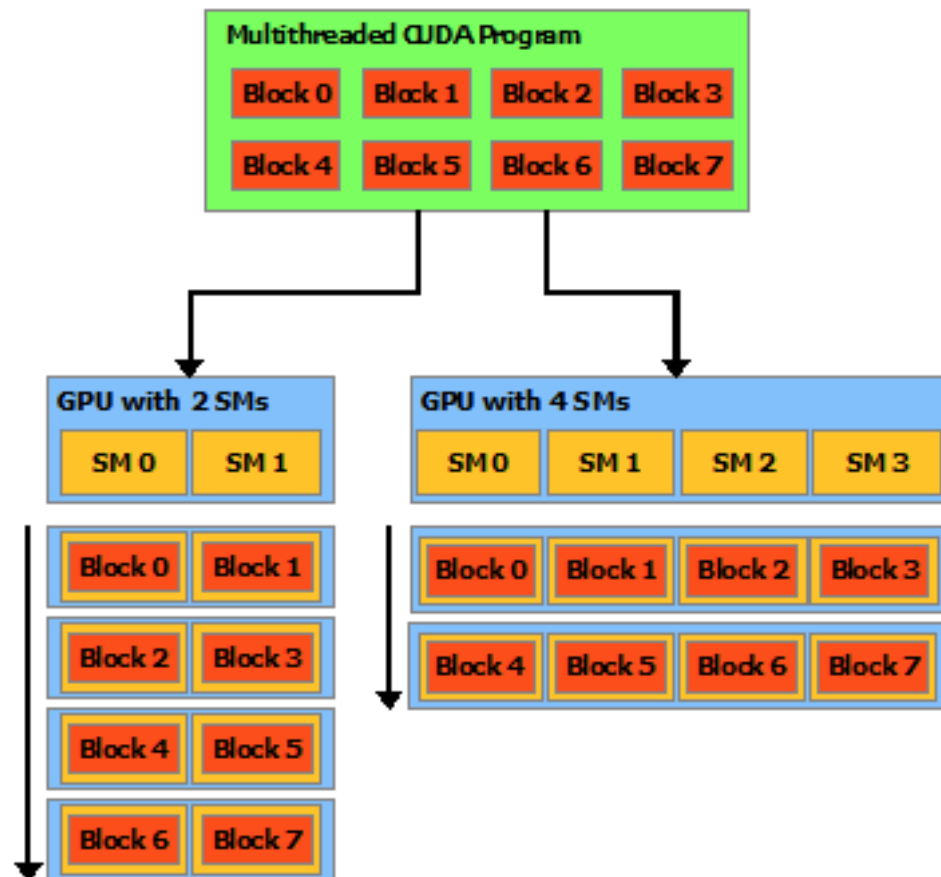 Multithreaded CUDA Program
Block 0 Block 1 Block 2 Block 3
Block 4 Block 5 Block 6 Block 7
GPU with 2 SMs
SM 0 SM 1
Block 0 Block 1
Block 2 Block 3
Block 4 Block 5
Block 6 Block 7
GPU with 4 SMs
SM 0 SM 1 SM 2 SM 3
Block 0 Block 1 Block 2 Block 3
Block 4 Block 5 Block 6 Block 7